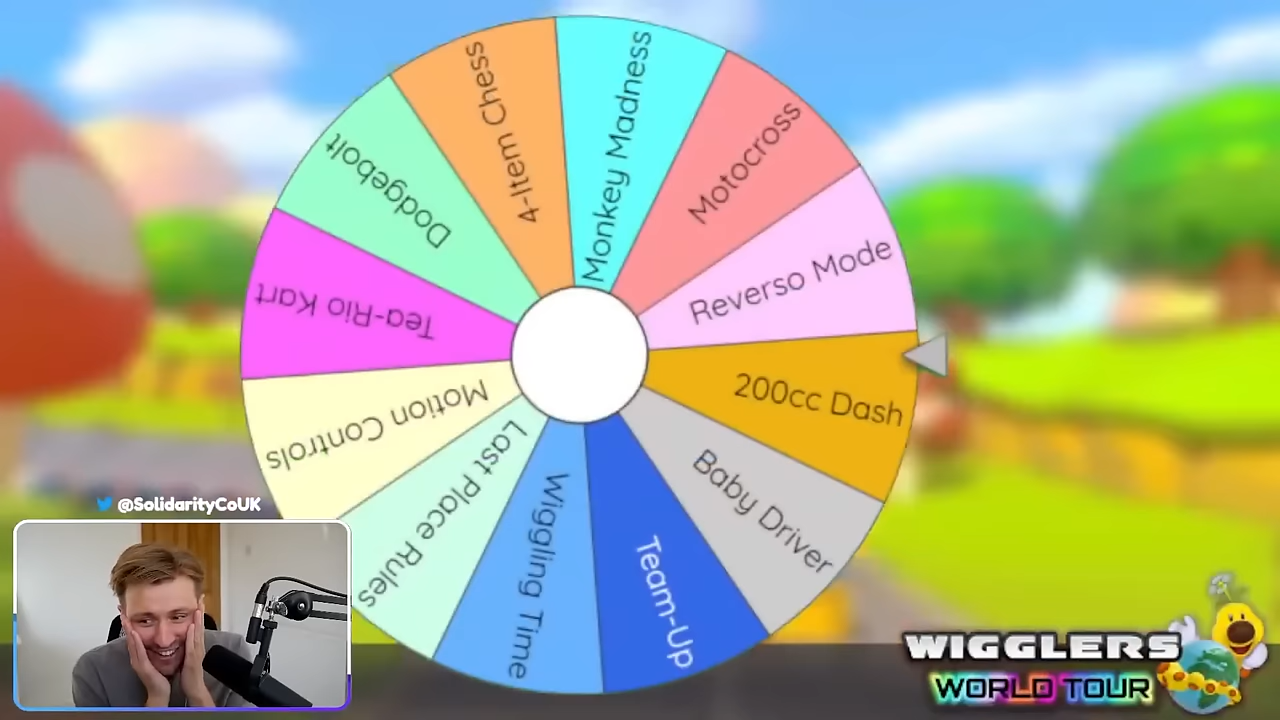 4-Item Chess
Monkey Madness
Motocross
Dodgebolt
Reverso Mode
Tea-Rio Kart
200cc Dash
Motion Controls
Baby Driver
Last Place Rules
Wiggling Time
Team-Up
@SolidarityCoUK
WIGGLERS
WORLD TOUR